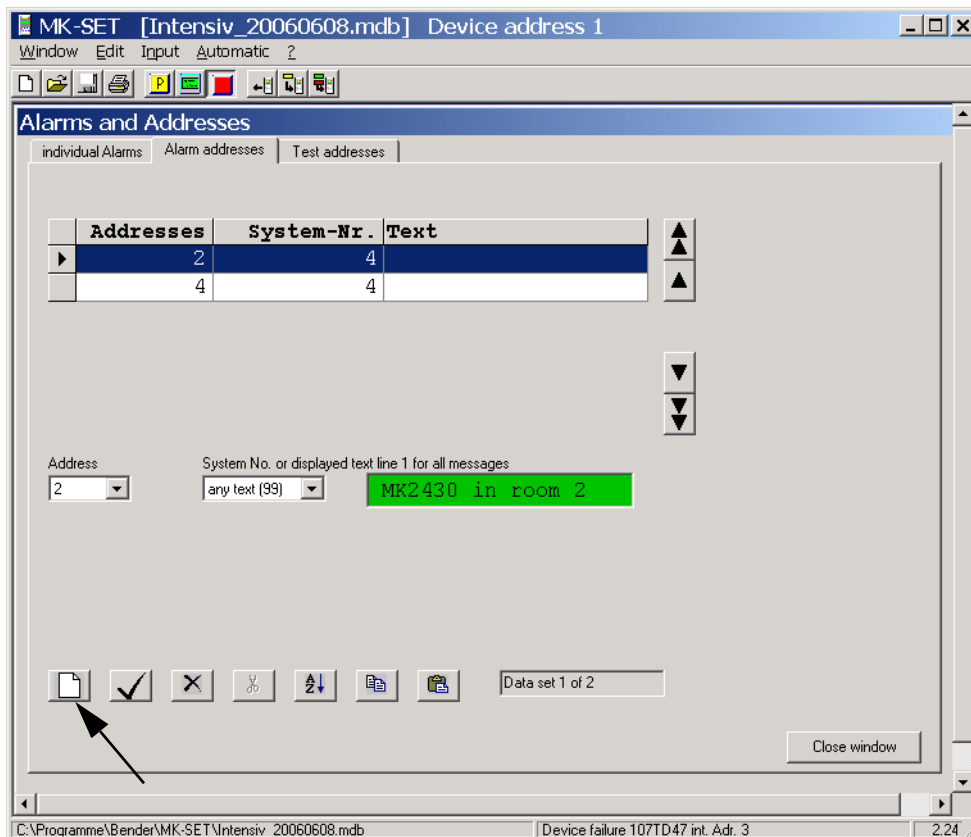 MK-SET [Intensiv_20060608.mdb] Device address 1
Window Edit Input Automatic ?
P
Alarms and Addresses
individual Alarms Alarm addresses Test addresses
Addresses System-Nr. Text
2 4
4 4
Address System No. or displayed text line 1 for all messages
2 any text (99) MK2430 in room 2
A
Z
Data set 1 of 2
Close window
C:\Programme\Bender\MK-SET\Intensiv_20060608.mdb Device failure 107TD47 int. Adr. 3 2.24